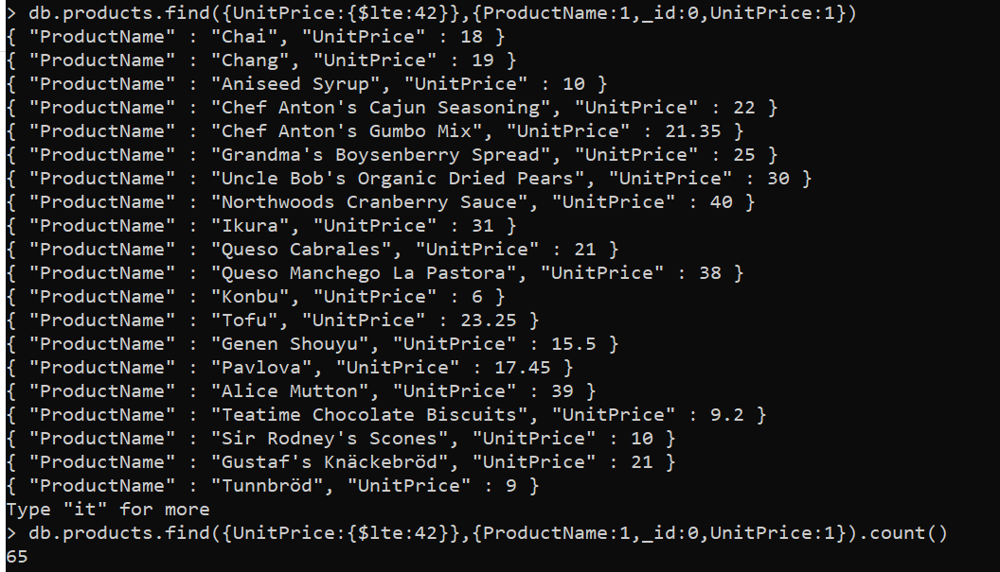 > db.products.find({UnitPrice:{$lte:42}},{ProductName:1,_id:0,UnitPrice:1})
{ "ProductName" : "Chai", "UnitPrice" : 18 }
{ "ProductName" : "Chang", "UnitPrice" : 19 }
{ "ProductName" : "Aniseed Syrup", "UnitPrice" : 10 }
{ "ProductName" : "Chef Anton's Cajun Seasoning", "UnitPrice" : 22 }
{ "ProductName" : "Chef Anton's Gumbo Mix", "UnitPrice" : 21.35 }
{ "ProductName" : "Grandma's Boysenberry Spread", "UnitPrice" : 25 }
{ "ProductName" : "Uncle Bob's Organic Dried Pears", "UnitPrice" : 30 }
{ "ProductName" : "Northwoods Cranberry Sauce", "UnitPrice" : 40 }
{ "ProductName" : "Ikura", "UnitPrice" : 31 }
{ "ProductName" : "Queso Cabrales", "UnitPrice" : 21 }
{ "ProductName" : "Queso Manchego La Pastora", "UnitPrice" : 38 }
{ "ProductName" : "Konbu", "UnitPrice" : 6 }
{ "ProductName" : "Tofu", "UnitPrice" : 23.25 }
{ "ProductName" : "Genen Shouyu", "UnitPrice" : 15.5 }
{ "ProductName" : "Pavlova", "UnitPrice" : 17.45 }
{ "ProductName" : "Alice Mutton", "UnitPrice" : 39 }
{ "ProductName" : "Teatime Chocolate Biscuits", "UnitPrice" : 9.2 }
{ "ProductName" : "Sir Rodney's Scones", "UnitPrice" : 10 }
{ "ProductName" : "Gustaf's Knäckebröd", "UnitPrice" : 21 }
{ "ProductName" : "Tunnbröd", "UnitPrice" : 9 }
Type "it" for more
> db.products.find({UnitPrice:{$lte:42}},{ProductName:1,_id:0,UnitPrice:1}).count()
65